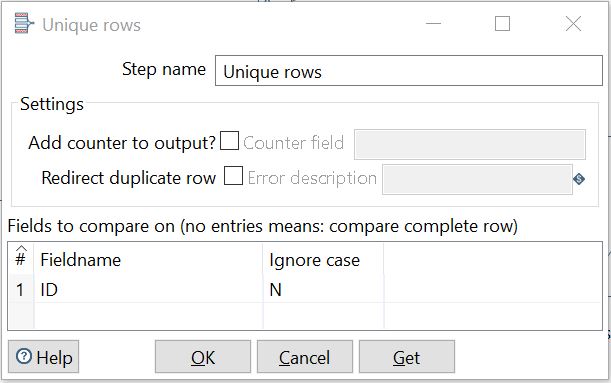 Unique rows
Step name Unique rows
Settings
Add counter to output? Counter field
Redirect duplicate row Error description
Fields to compare on (no entries means: compare complete row)
# Fieldname Ignore case
1 ID N
Help OK Cancel Get